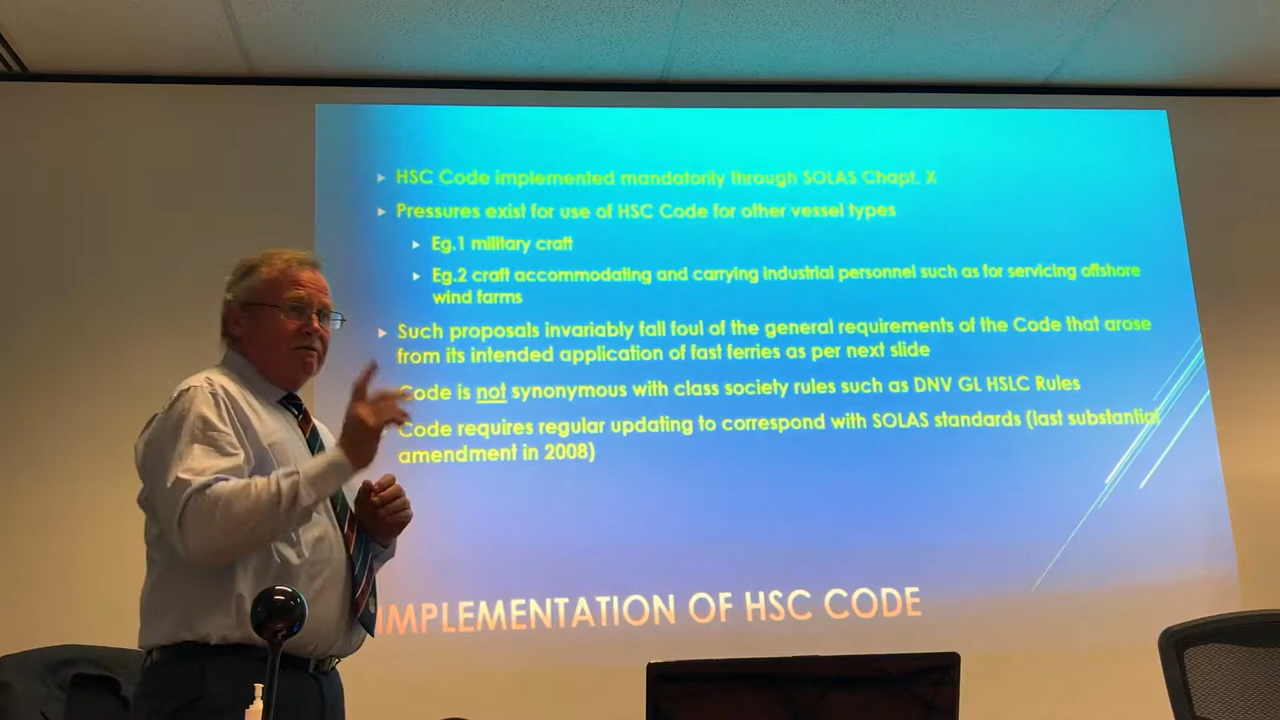 HSC Code implemented mandatorily through SOLAS Chapt. X
Pressures exist for use of HSC Code for other vessel types
Eg.1 military craft
Eg.2 craft accommodating and carrying industrial personnel such as for servicing offshore
wind farms
Such proposals invariably fall foul of the general requirements of the Code that arose
from its intended application of fast ferries as per next slide
Code is not synonymous with class society rules such as DNV GL HSLC Rules
Code requires regular updating to correspond with SOLAS standards (last substantial
amendment in 2008)
IMPLEMENTATION OF HSC CODE